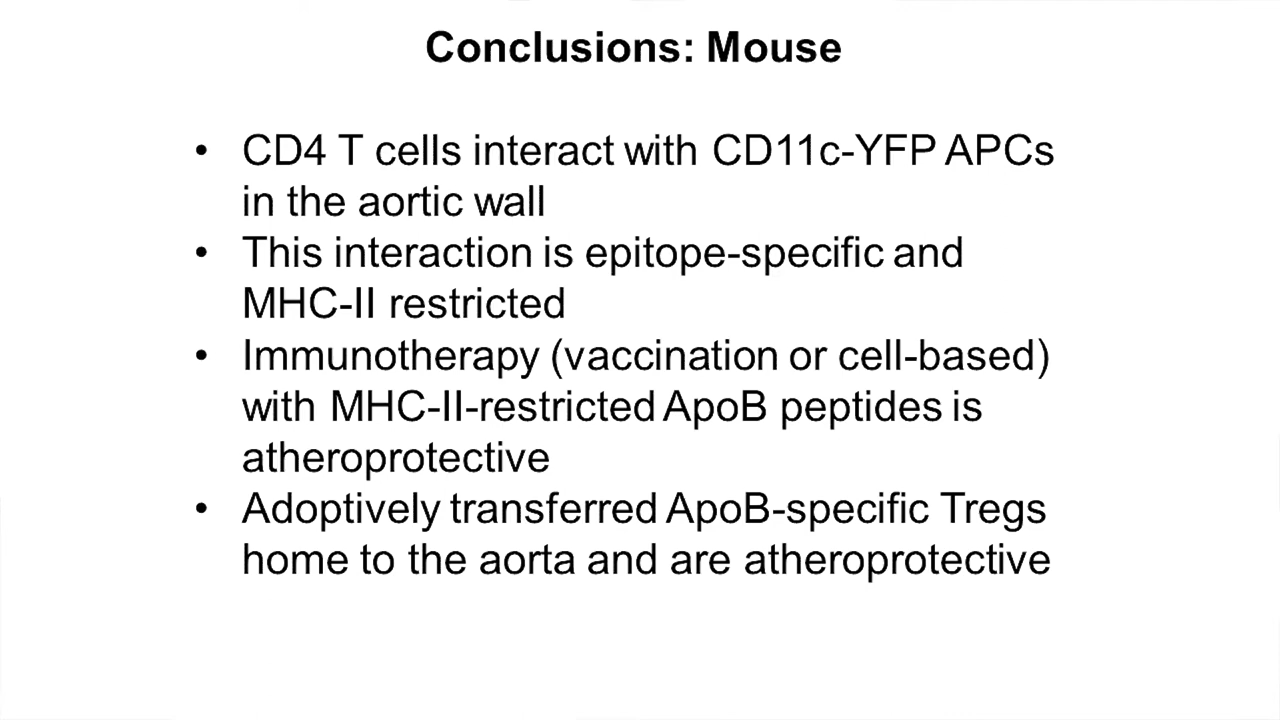 Conclusions: Mouse
• CD4 T cells interact with CD11c-YFP APCs
in the aortic wall
• This interaction is epitope-specific and
MHC-II restricted
• Immunotherapy (vaccination or cell-based)
with MHC-II-restricted ApoB peptides is
atheroprotective
• Adoptively transferred ApoB-specific Tregs
home to the aorta and are atheroprotective